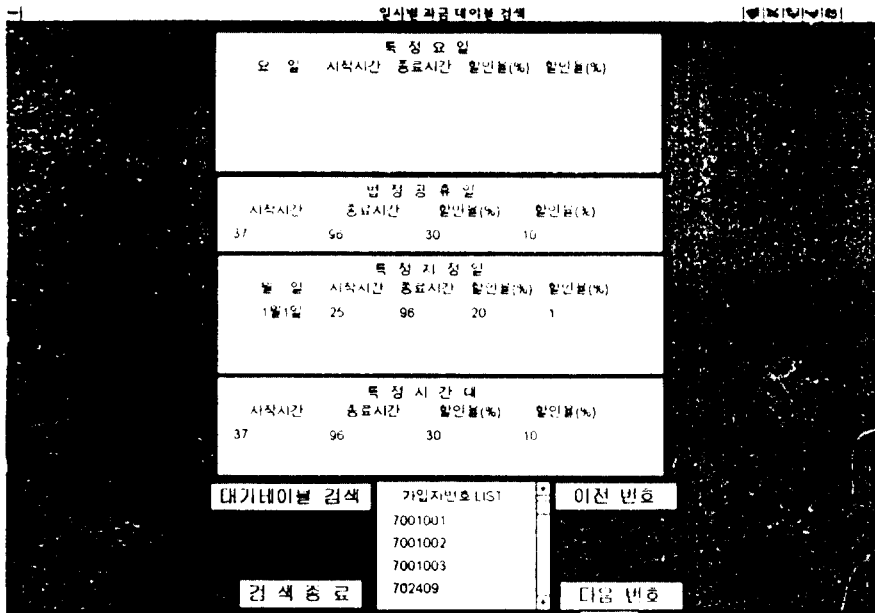 일시별 과금 테이블 검색
특 정 요 일
요 일 시작시간 종료시간 할인율(%) 할인율(%)
법 정 공 휴 일
시작시간 종료시간 할인율(%) 할인율(%)
37 96 30 10
특 정 지 정 일
월 일 시작시간 종료시간 할인율(%) 할인율(%)
1월1일 25 96 20 1
특 정 시 간 대
시작시간 종료시간 할인율(%) 할인율(%)
37 96 30 10
대기테이블 검색
가입자번호 LIST
이전 번호
7001001
7001002
7001003
702409
검 색 종 료
다음 번호